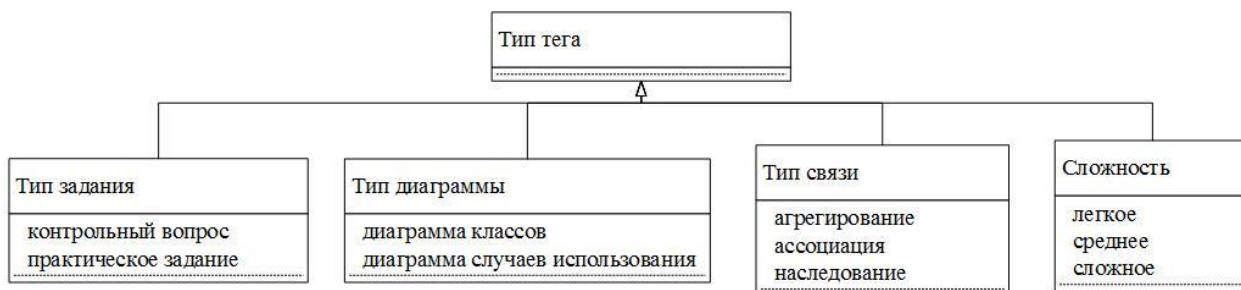 Тип тега
Тип задания
контрольный вопрос
практическое задание
Тип диаграммы
диаграмма классов
диаграмма случаев использования
Тип связи
агрегирование
ассоциация
наследование
Сложность
легкое
среднее
сложное